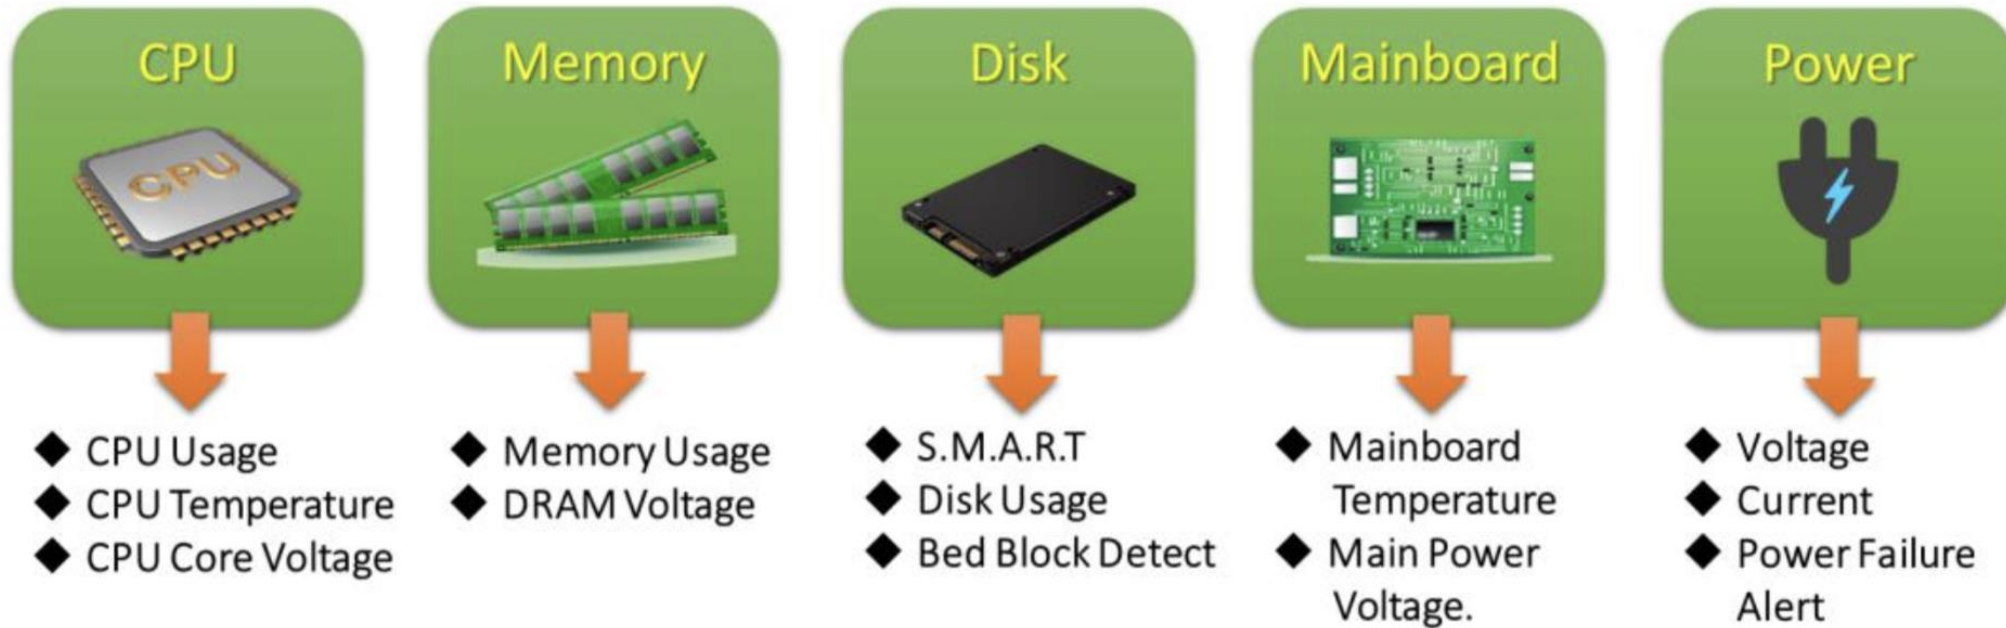 CPU
CPU
◆ CPU Usage
◆ CPU Temperature
◆ CPU Core Voltage
Memory
◆ Memory Usage
◆ DRAM Voltage
Disk
◆ S.M.A.R.T
◆ Disk Usage
◆ Bed Block Detect
Mainboard
◆ Mainboard
Temperature
◆ Main Power
Voltage.
Power
◆ Voltage
◆ Current
◆ Power Failure
Alert